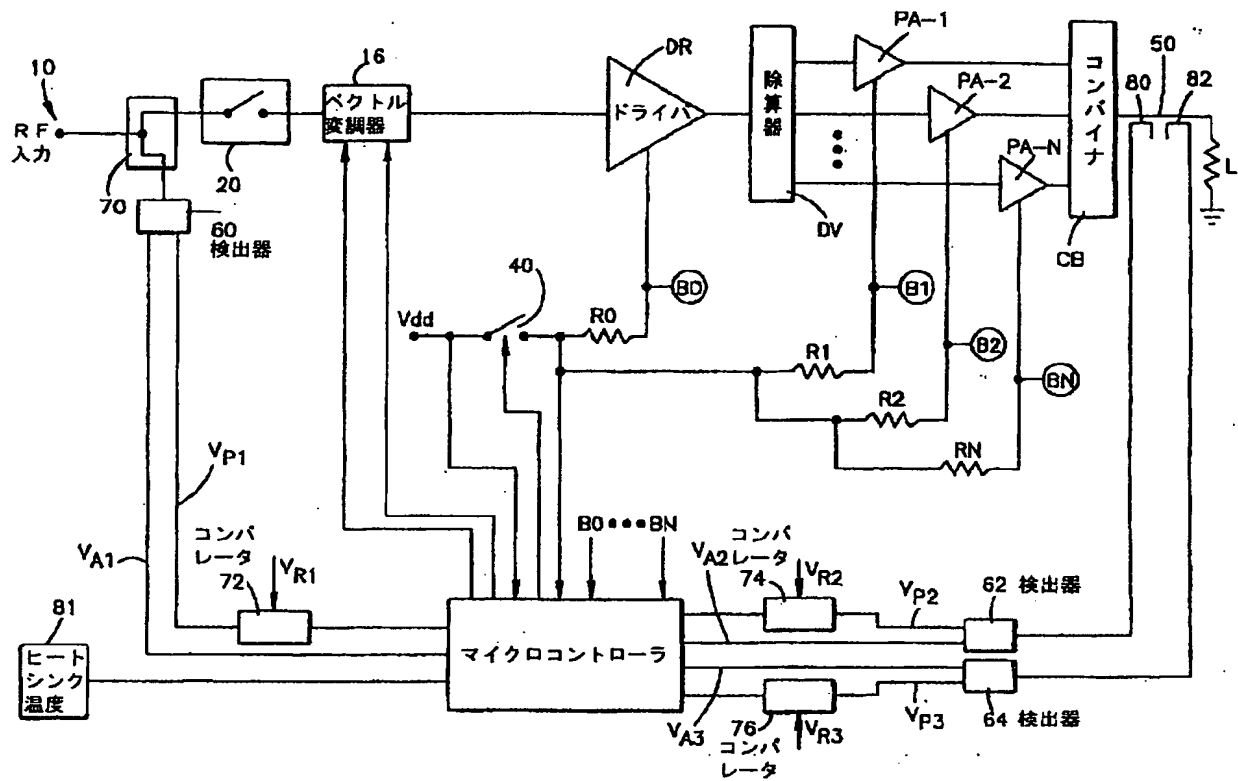 10
RF
入力
70
20
60
検出器
16
ベクトル
変調器
DR
ドライバ
除算器
DV
PA-1
PA-2
PA-N
コンバイナ
CB
50
80
82
L
40
Vdd
R0
B0
R1
B1
R2
B2
RN
BN
VP1
VA1
コンパ
レータ
72
VR1
81
ヒート
シンク
温度
B0•••BN
マイクロコントローラ
VA2
コンパ
レータ
74
VR2
VP2
62 検出器
VA3
76
コンパ
レータ
VR3
VP3
64 検出器